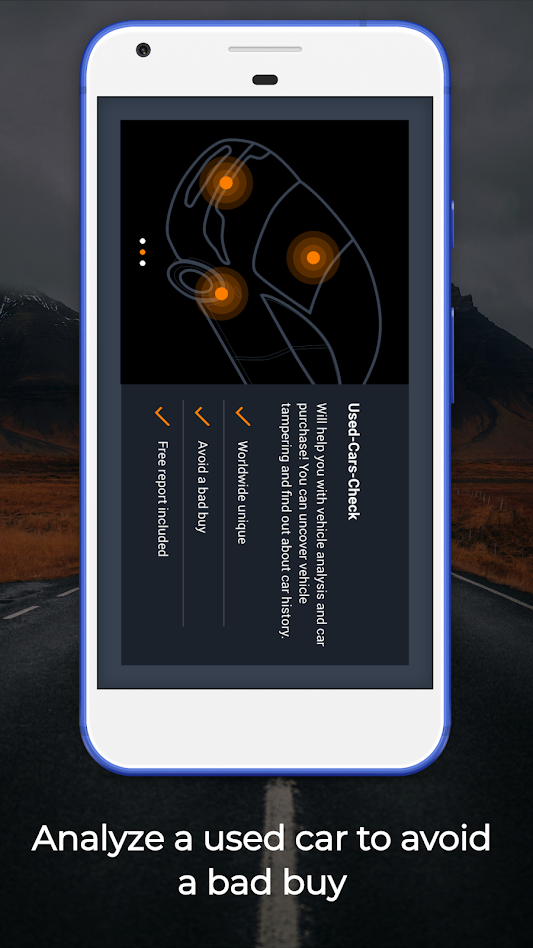 Used-Cars-Check
Will help you with vehicle analysis and car
purchase! You can uncover vehicle
tampering and find out about car history.
Worldwide unique
Avoid a bad buy
Free report included
Analyze a used car to avoid
a bad buy